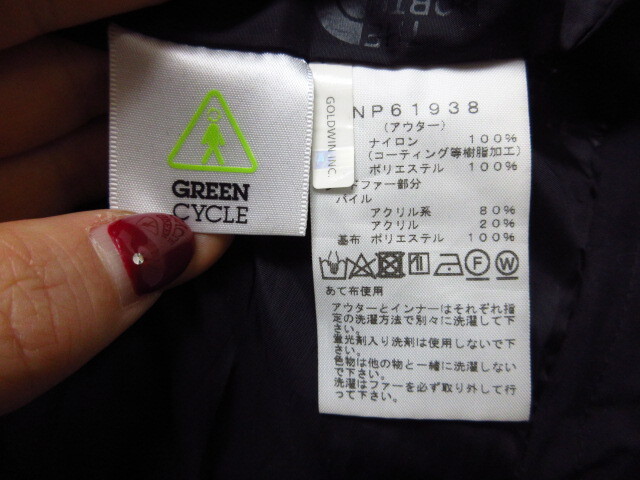 GREEN
CYCLE
GOLDWIN INC.
NP61938
(アウター)
ナイロン 100%
(コーティング等樹脂加工)
ポリエステル 100%
ドファー部分
パイル
アクリル系 80%
アクリル 20%
基布 ポリエステル 100%
F W
あて布使用
アウターとインナーはそれぞれ指
定の洗濯方法で別々に洗濯して下
さい。
蛍光剤入り洗剤は使用しないで下
さい。
色物は他の物と一緒に洗濯しない
で下さい。
洗濯はファーを必ず取り外して行
って下さい。